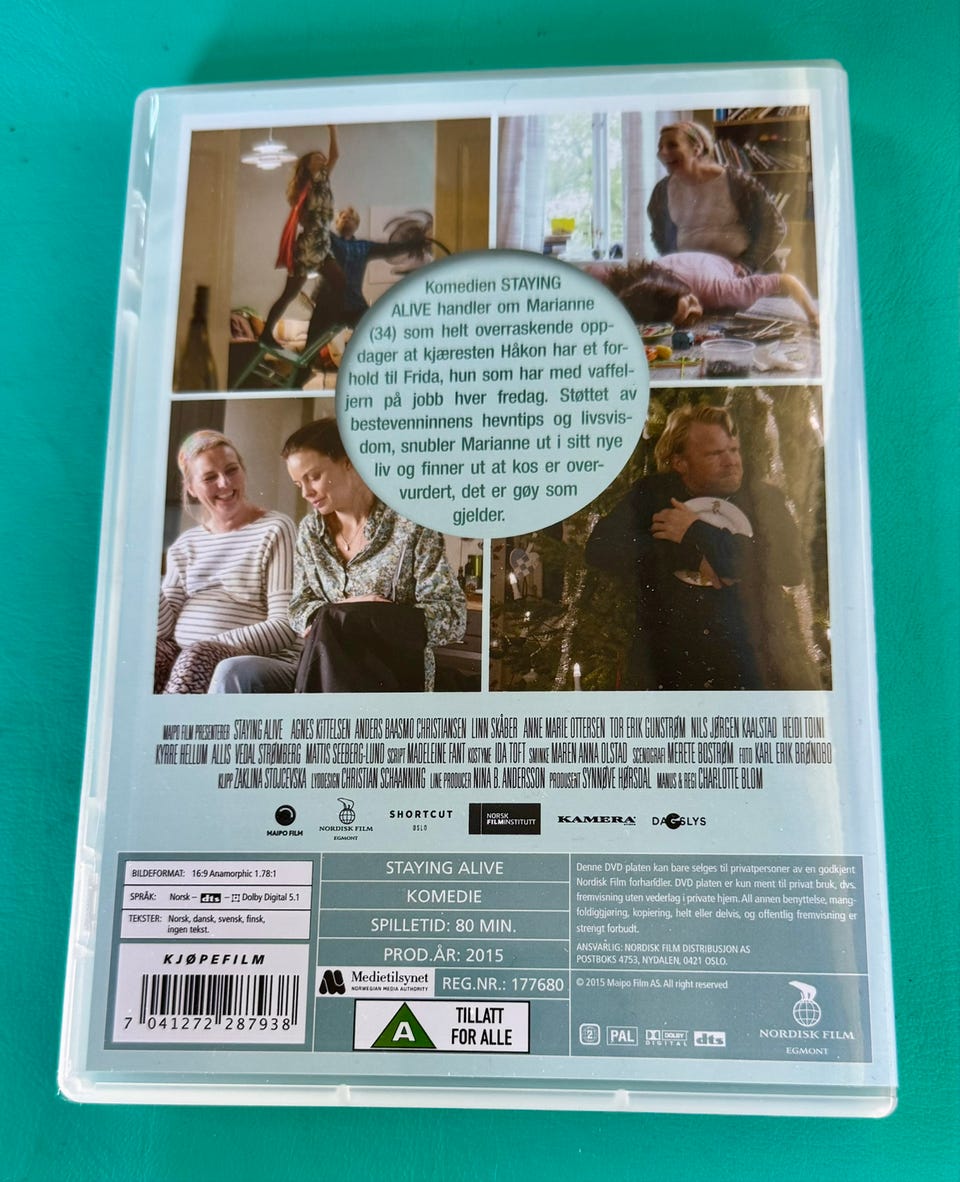 Komedien STAYING
ALIVE handler om Marianne
(34) som helt overraskende opp-
dager at kjæresten Håkon har et for-
hold til Frida, hun som har med vaffel-
jern på jobb hver fredag. Støttet av
bestevenninnens hevntips og livsvis-
dom, snubler Marianne ut i sitt nye
liv og finner ut at kos er over-
vurdert, det er gøy som
gjelder.
MAIPO FILM PRESENTERER STAYING ALIVE AGNES KITTELSEN ANDERS BAASMO CHRISTIANSEN LINN SKÅBER ANNE MARIE OTTERSEN TOR ERIK GUNSTRØM NILS JØRGEN KAALSTAD HEIDI TOINI
KYRRE HELLUM ALLIS VEDAL STRØMBERG MATTIS SEEBERG-LUND SCRIPT MADELEINE FANT KOSTYME IDA TOFT SMINKE MAREN ANNA OLSTAD SCENOGRAFI MERETE BOSTRØM FOTO KARL ERIK BRØNDBO
KLIPP ZAKLINA STOJCEVSKA LYDDESIGN CHRISTIAN SCHAANNING LINE PRODUCER NINA B. ANDERSSON PRODUSENT SYNNØVE HØRSDAL MANUS & REGI CHARLOTTE BLOM
MAIPO FILM
NORDISK FILM
EGMONT
SHORTCUT
OSLO
NORSK
FILMINSTITUTT
KAMERA
DAGSLYS
BILDEFORMAT: 16:9 Anamorphic 1.78:1
SPRÅK: Norsk – dts – Dolby Digital 5.1
TEKSTER: Norsk, dansk, svensk, finsk,
ingen tekst.
KJØPEFILM
7 041272 287938
STAYING ALIVE
KOMEDIE
SPILLETID: 80 MIN.
PROD.ÅR: 2015
Medietilsynet
NORWEGIAN MEDIA AUTHORITY
REG.NR.: 177680
A
TILLATT
FOR ALLE
Denne DVD platen kan bare selges til privatpersoner av en godkjent
Nordisk Film forhandler. DVD platen er kun ment til privat bruk, dvs.
fremvisning uten vederlag i private hjem. All annen benyttelse, mang-
foldiggjøring, kopiering, helt eller delvis, og offentlig fremvisning er
strengt forbudt.
ANSVARLIG: NORDISK FILM DISTRIBUSJON AS
POSTBOKS 4753, NYDALEN, 0421 OSLO.
© 2015 Maipo Film AS. All right reserved
2
PAL
DOLBY
DIGITAL
dts
NORDISK FILM
EGMONT